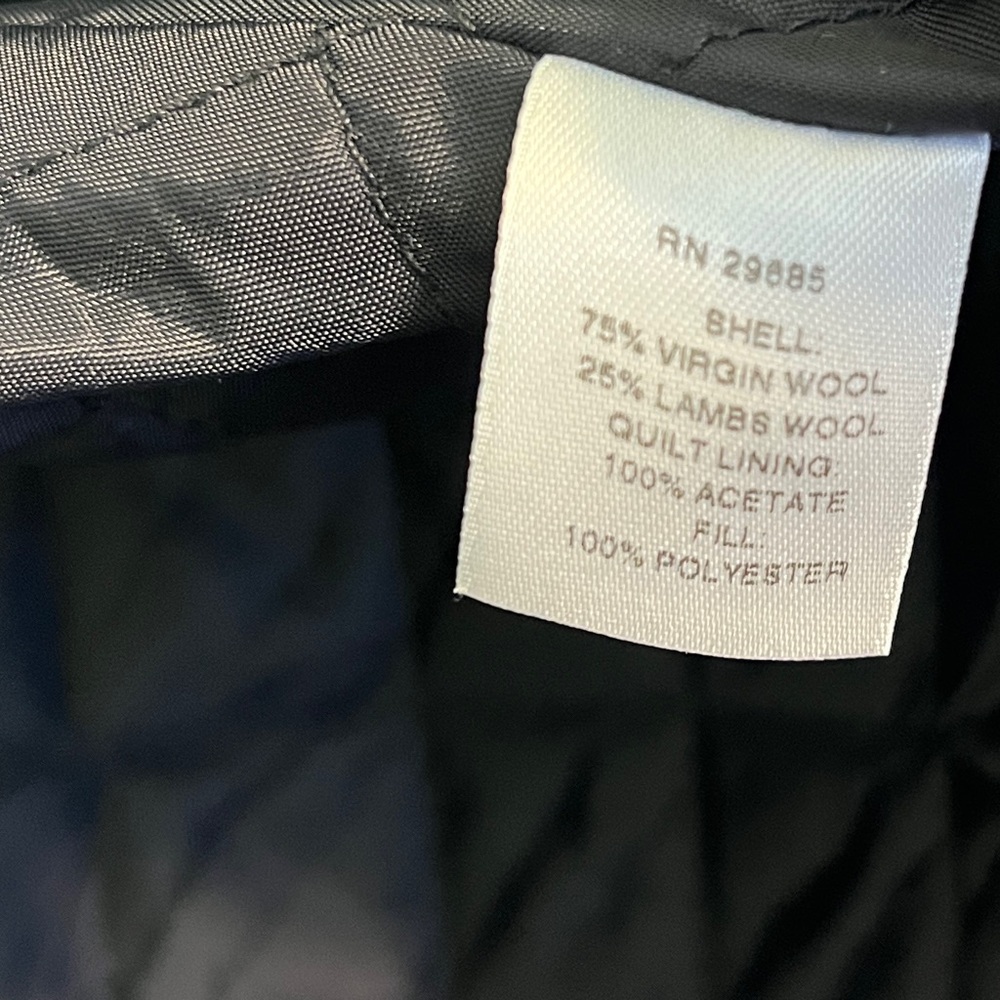 RN 29685
SHELL:
75% VIRGIN WOOL
25% LAMBS WOOL
QUILT LINING:
100% ACETATE
FILL:
100% POLYESTER